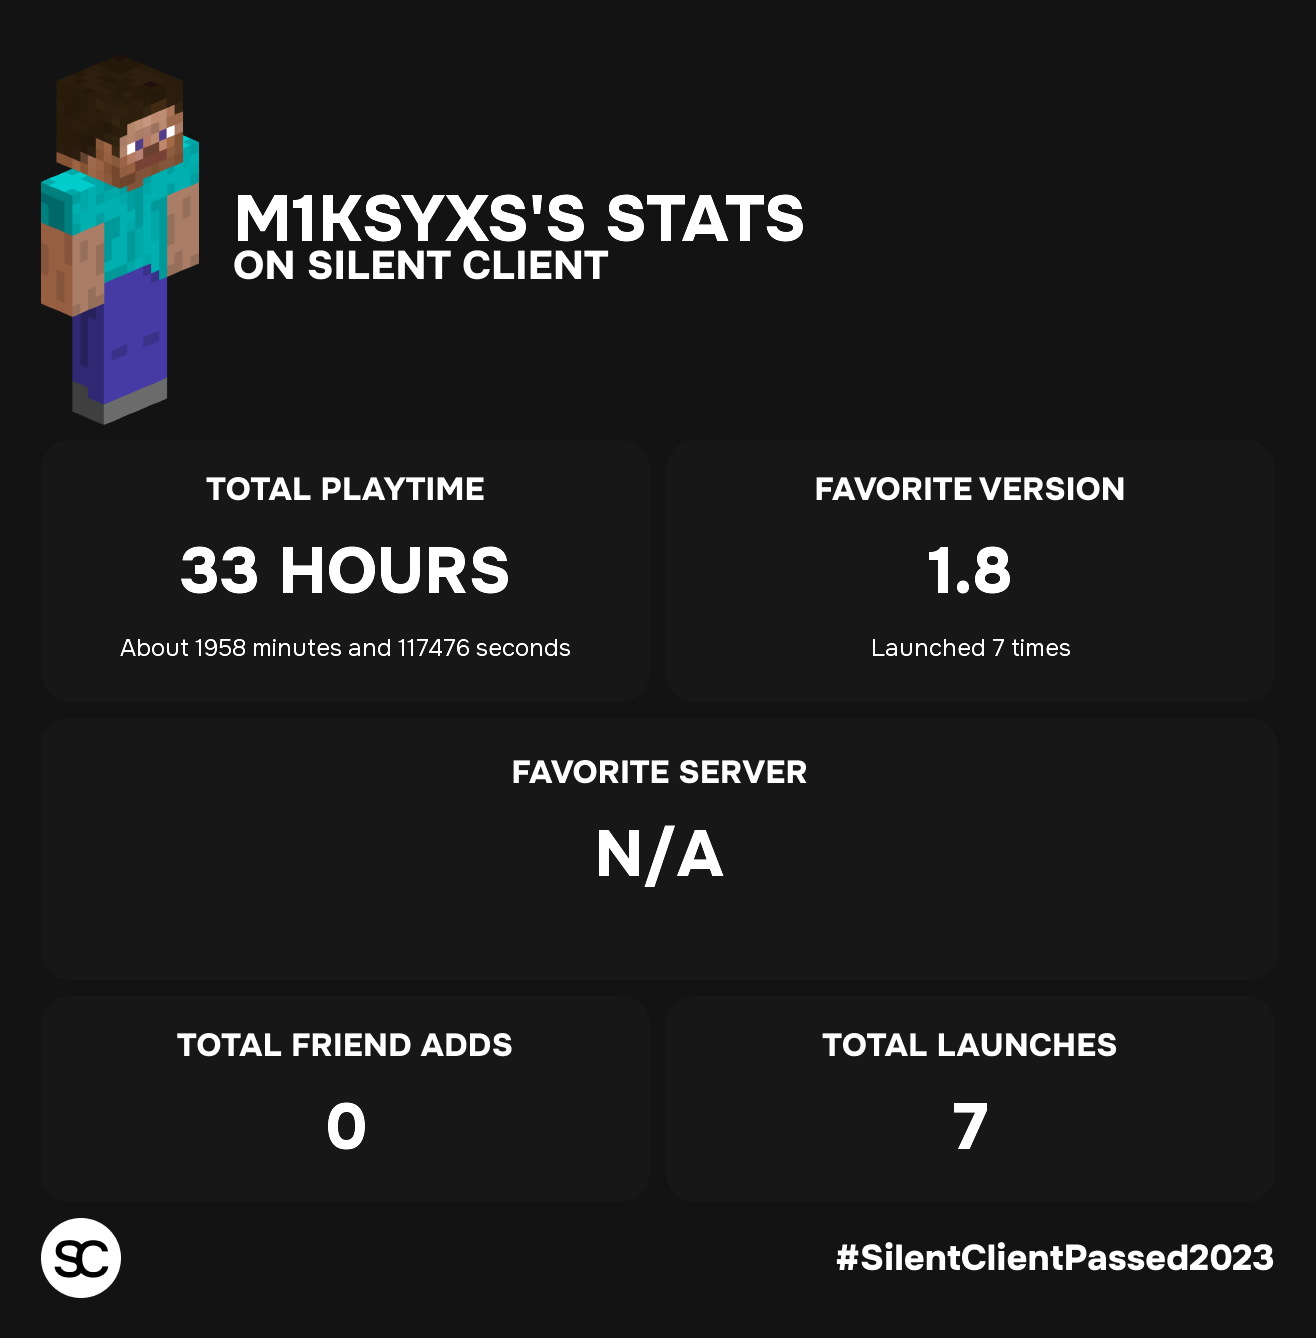 M1KSYXS'S STATS
ON SILENT CLIENT
TOTAL PLAYTIME
33 HOURS
About 1958 minutes and 117476 seconds
FAVORITE VERSION
1.8
Launched 7 times
FAVORITE SERVER
N/A
TOTAL FRIEND ADDS
0
TOTAL LAUNCHES
7
SC
#SilentClientPassed2023